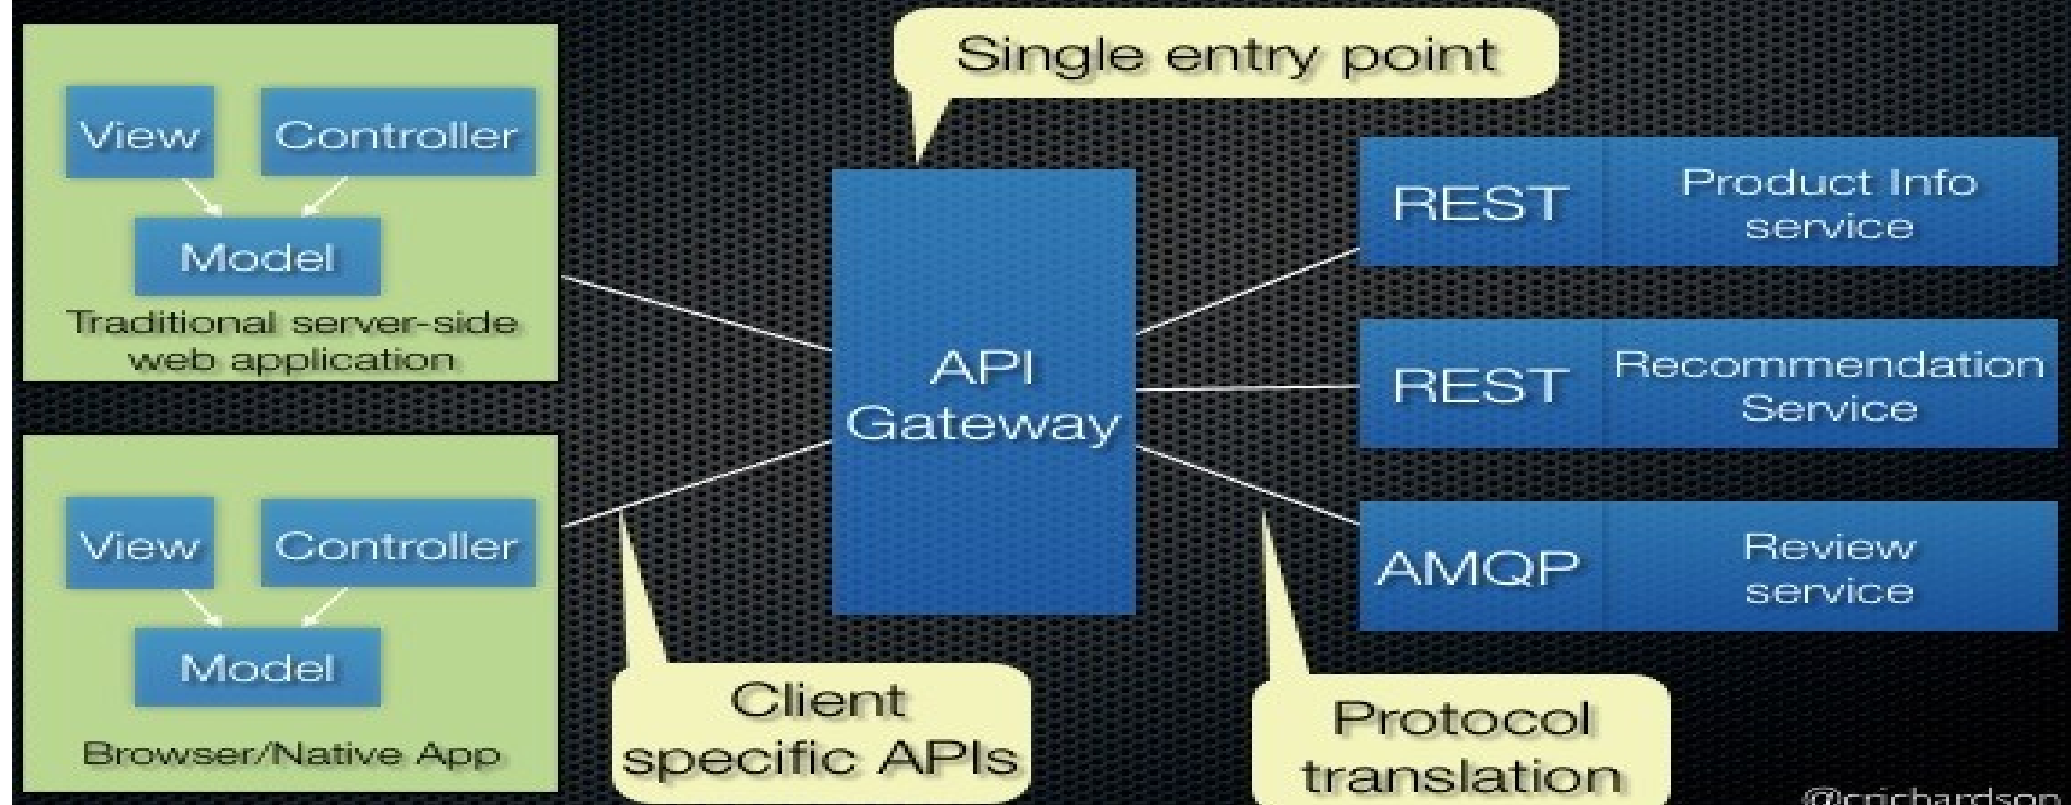 Single entry point
View
Controller
Model
Traditional server-side
web application
View
Controller
Model
Browser/Native App
API
Gateway
Client
specific APIs
Protocol
translation
REST
Product Info
service
REST
Recommendation
Service
AMQP
Review
service
@crichardson